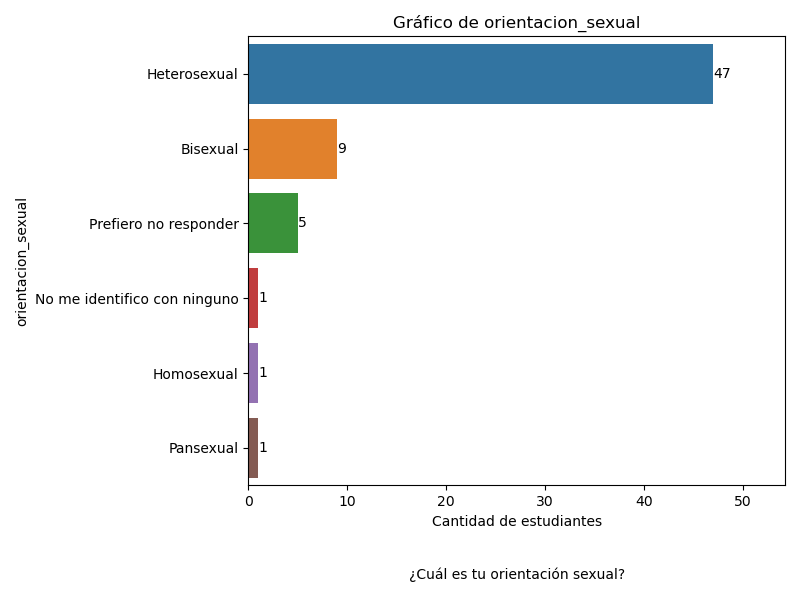 Gráfico de orientacion_sexual
orientacion_sexual
Heterosexual
47
Bisexual
9
Prefiero no responder
5
No me identifico con ninguno
1
Homosexual
1
Pansexual
1
0 10 20 30 40 50
Cantidad de estudiantes
¿Cuál es tu orientación sexual?